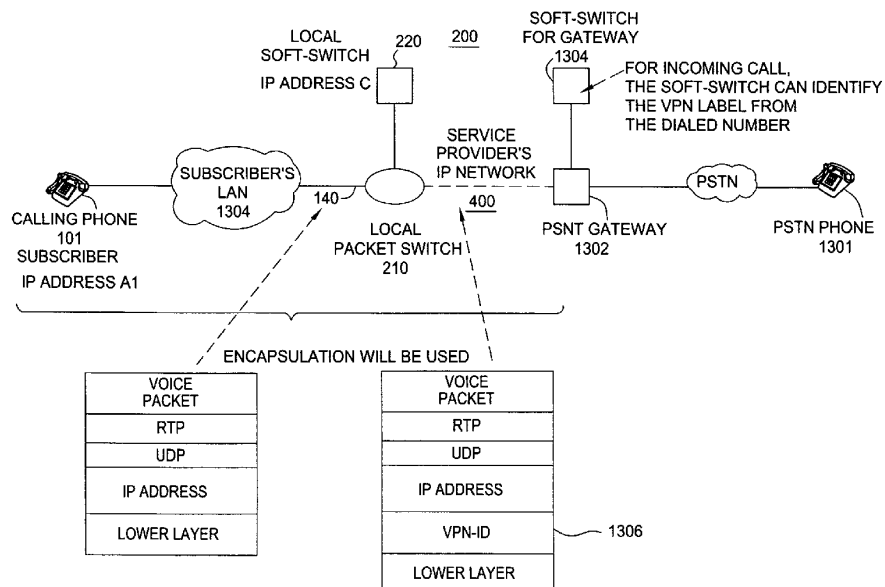 LOCAL
SOFT-SWITCH
IP ADDRESS C
220
200
SOFT-SWITCH
FOR GATEWAY
1304
FOR INCOMING CALL,
THE SOFT-SWITCH CAN IDENTIFY
THE VPN LABEL FROM
THE DIALED NUMBER
SERVICE
PROVIDER'S
IP NETWORK
SUBSCRIBER'S
LAN
1304
PSTN
CALLING PHONE
101
SUBSCRIBER
IP ADDRESS A1
140
LOCAL
PACKET SWITCH
210
400
PSNT GATEWAY
1302
PSTN PHONE
1301
ENCAPSULATION WILL BE USED
VOICE
PACKET
RTP
UDP
IP ADDRESS
LOWER LAYER
VOICE
PACKET
RTP
UDP
IP ADDRESS
VPN-ID
LOWER LAYER
1306